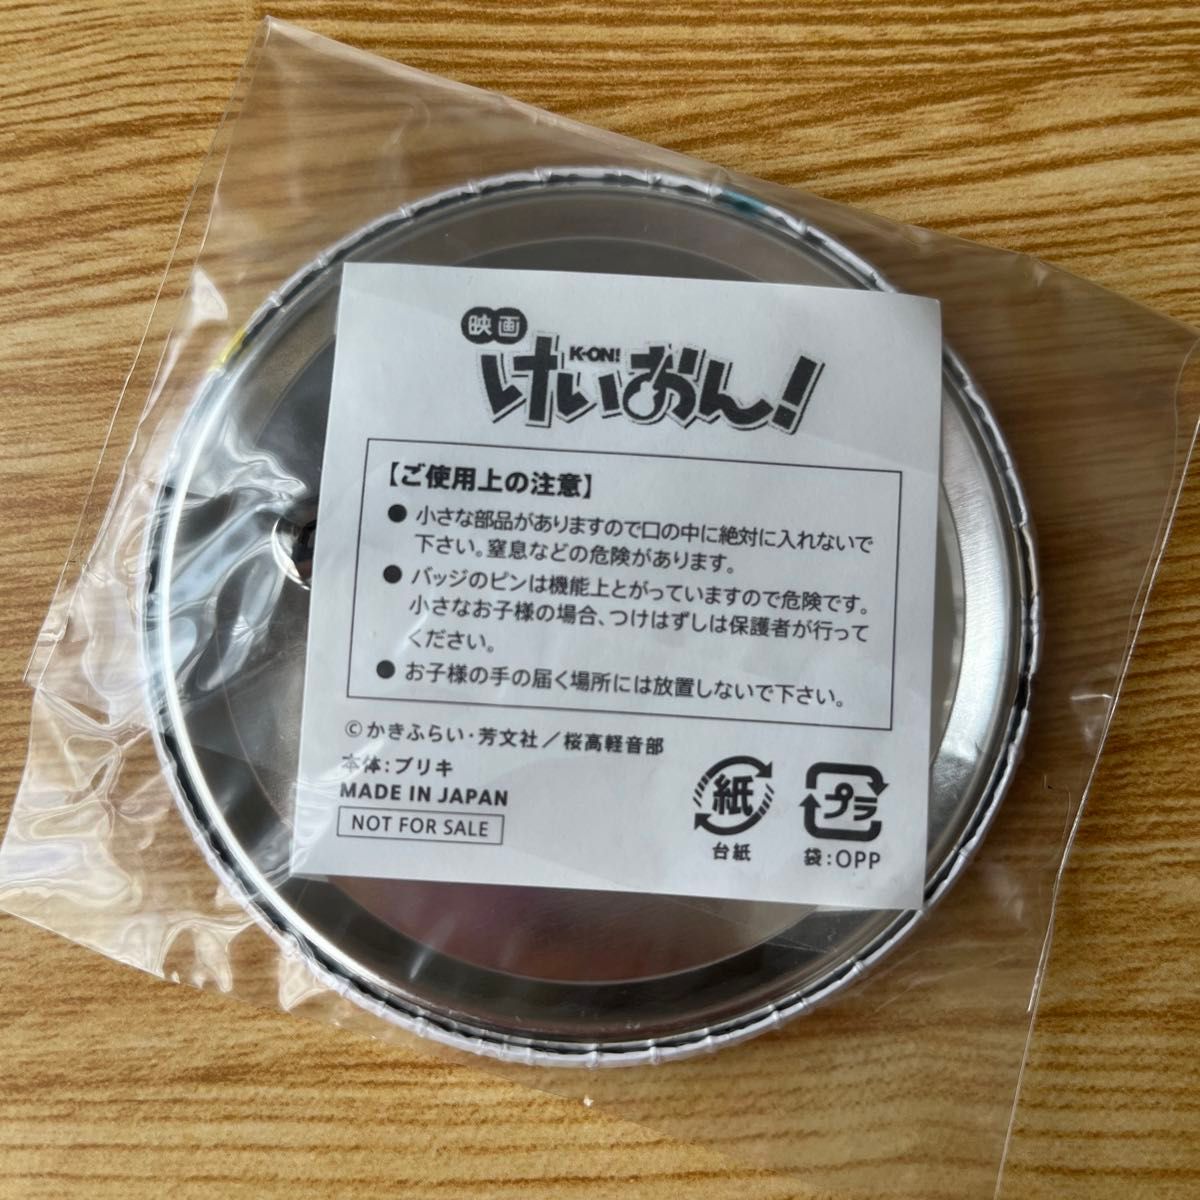 映画
K-ON!
けいおん!
【ご使用上の注意】
● 小さな部品がありますので口の中に絶対に入れないで
下さい。窒息などの危険があります。
● バッジのピンは機能上とがっていますので危険です。
小さなお子様の場合、つけはずしは保護者が行って
ください。
● お子様の手の届く場所には放置しないで下さい。
©かきふらい・芳文社／桜高軽音部
本体：ブリキ
MADE IN JAPAN
NOT FOR SALE
紙
台紙
プラ
袋：OPP